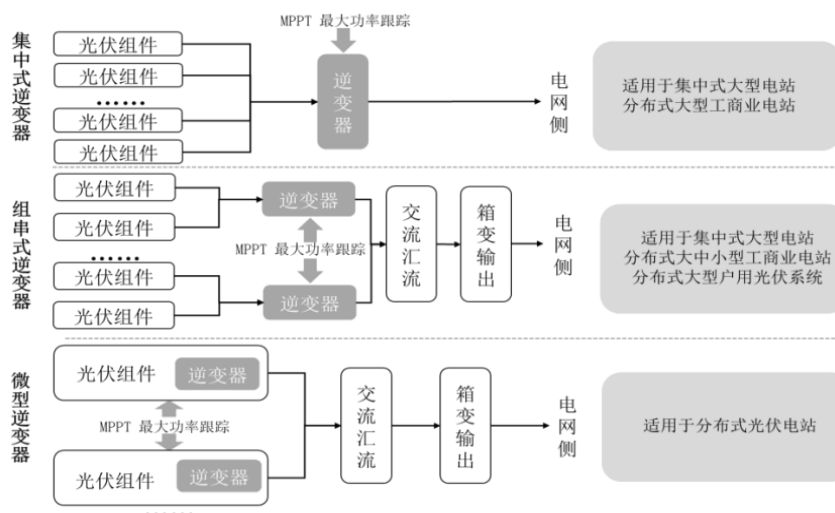 MPPT 最大功率跟踪
集中式逆变器
光伏组件
光伏组件
……
光伏组件
光伏组件
逆变器
电网侧
适用于集中式大型电站
分布式大型工商业电站
组串式逆变器
光伏组件
光伏组件
……
光伏组件
光伏组件
逆变器
MPPT 最大功率跟踪
逆变器
交流汇流
箱变输出
电网侧
适用于集中式大型电站
分布式大中小型工商业电站
分布式大型户用光伏系统
微型逆变器
光伏组件
逆变器
MPPT 最大功率跟踪
光伏组件
逆变器
……
交流汇流
箱变输出
电网侧
适用于分布式光伏电站